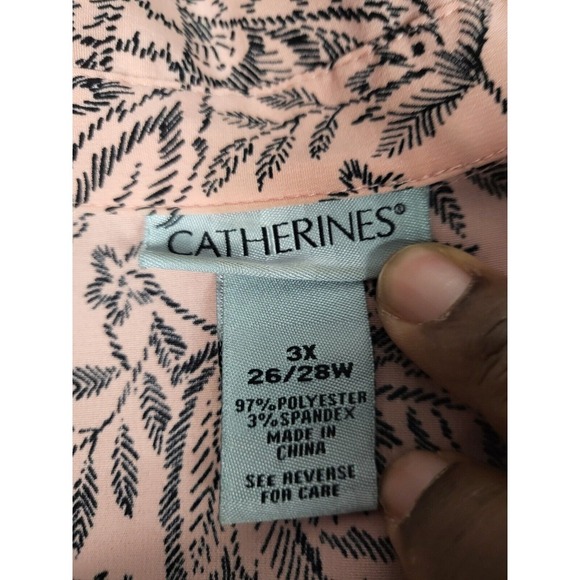 CATHERINES®
3X
26/28W
97%POLYESTER
3%SPANDEX
MADE IN
CHINA
SEE REVERSE
FOR CARE